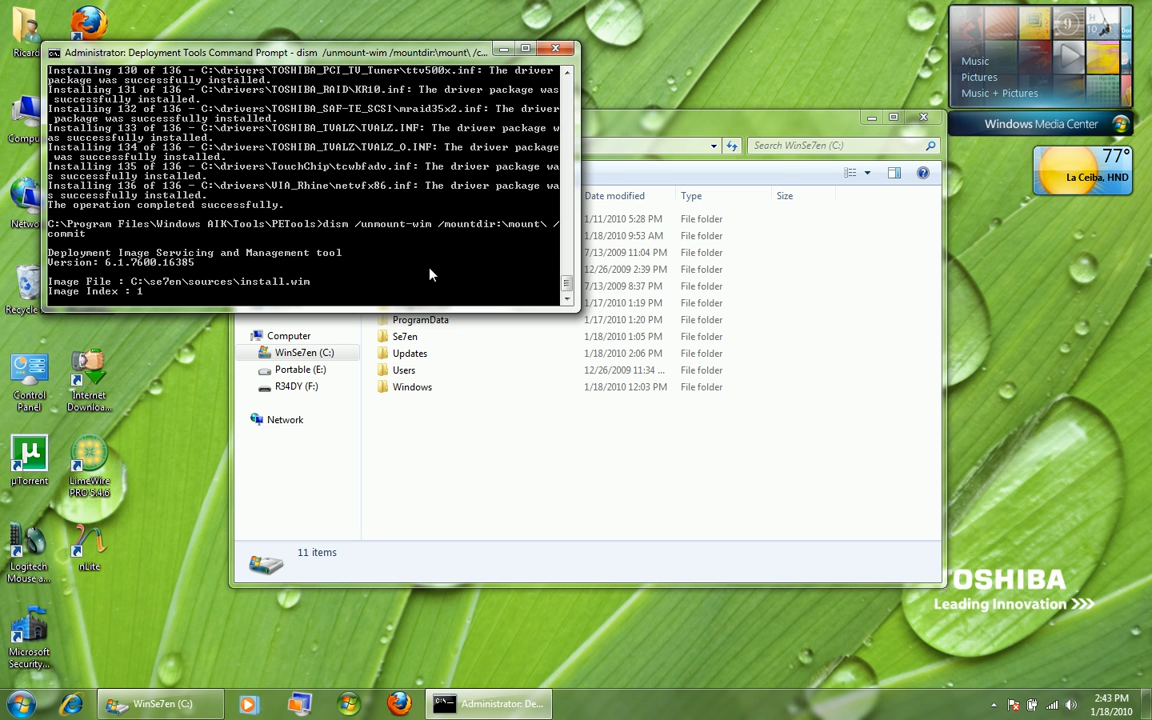 Ricard
Administrator: Deployment Tools Command Prompt - dism /unmount-wim /mountdir:\mount\ /c...
Installing 130 of 136 - C:\drivers\TOSHIBA_PCI_TV_Tuner\ttv500x.inf: The driver
package was successfully installed.
Installing 131 of 136 - C:\drivers\TOSHIBA_RAID\KR10.inf: The driver package was
 successfully installed.
Installing 132 of 136 - C:\drivers\TOSHIBA_SAF-TE_SCSI\mraid35x2.inf: The driver
 package was successfully installed.
Installing 133 of 136 - C:\drivers\TOSHIBA_TVALZ\TVALZ.INF: The driver package w
as successfully installed.
Installing 134 of 136 - C:\drivers\TOSHIBA_TVALZ\TVALZ_O.INF: The driver package
 was successfully installed.
Installing 135 of 136 - C:\drivers\TouchChip\tcwbfadv.inf: The driver package wa
s successfully installed.
Installing 136 of 136 - C:\drivers\VIA_Rhine\netvfx86.inf: The driver package wa
s successfully installed.
The operation completed successfully.
C:\Program Files\Windows AIK\Tools\PETools>dism /unmount-wim /mountdir:\mount\ /
commit
Deployment Image Servicing and Management tool
Version: 6.1.7600.16385
Image File : C:\se7en\sources\install.wim
Image Index : 1
Music
Pictures
Music + Pictures
Windows Media Center
77°
La Ceiba, HND
Search WinSe7en (C:)
Date modified Type Size
1/11/2010 5:28 PM File folder
1/18/2010 9:53 AM File folder
7/13/2009 11:04 PM File folder
12/26/2009 2:39 PM File folder
7/13/2009 8:37 PM File folder
1/17/2010 1:19 PM File folder
ProgramData 1/17/2010 1:20 PM File folder
Se7en 1/18/2010 1:05 PM File folder
Updates 1/18/2010 2:06 PM File folder
Users 12/26/2009 11:34 ... File folder
Windows 1/18/2010 12:03 PM File folder
Computer
WinSe7en (C:)
Portable (E:)
R34DY (F:)
Network
11 items
Compu
Netwo
Recycle
Control
Panel
Internet
Downloa...
µTorrent
LimeWire
PRO 5.4.6
Logitech
Mouse a...
nLite
Microsoft
Security...
TOSHIBA
Leading Innovation >>>
WinSe7en (C:)
Administrator: De...
2:43 PM
1/18/2010